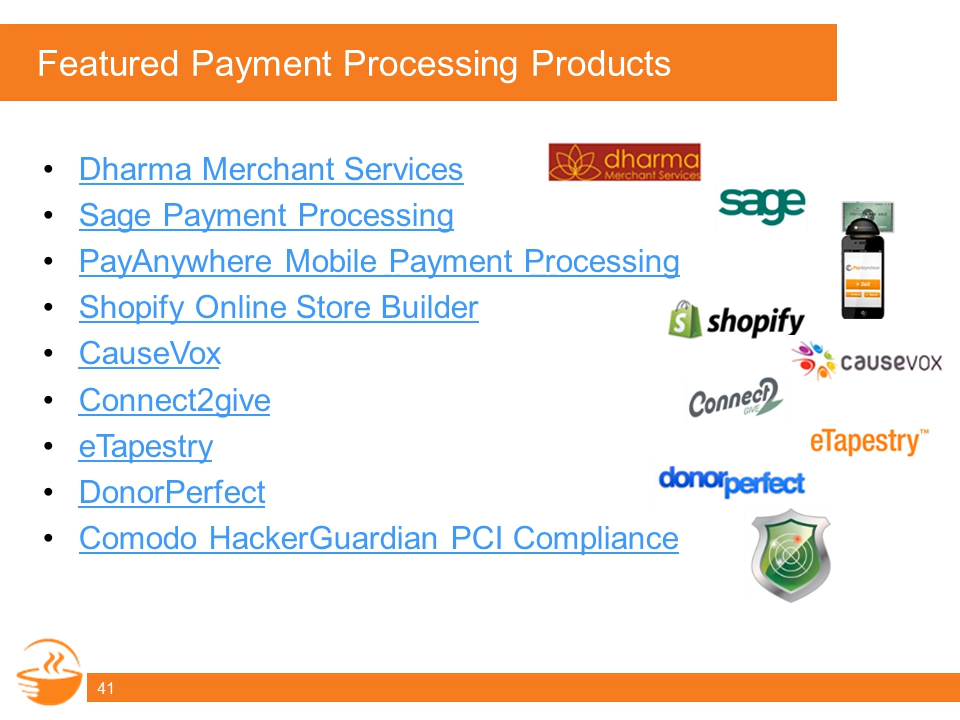 Featured Payment Processing Products
• Dharma Merchant Services
• Sage Payment Processing
• PayAnywhere Mobile Payment Processing
• Shopify Online Store Builder
• CauseVox
• Connect2give
• eTapestry
• DonorPerfect
• Comodo HackerGuardian PCI Compliance
dharma
Merchant Services
sage
shopify
causevox
Connect2
GIVE
eTapestry™
donorperfect
41